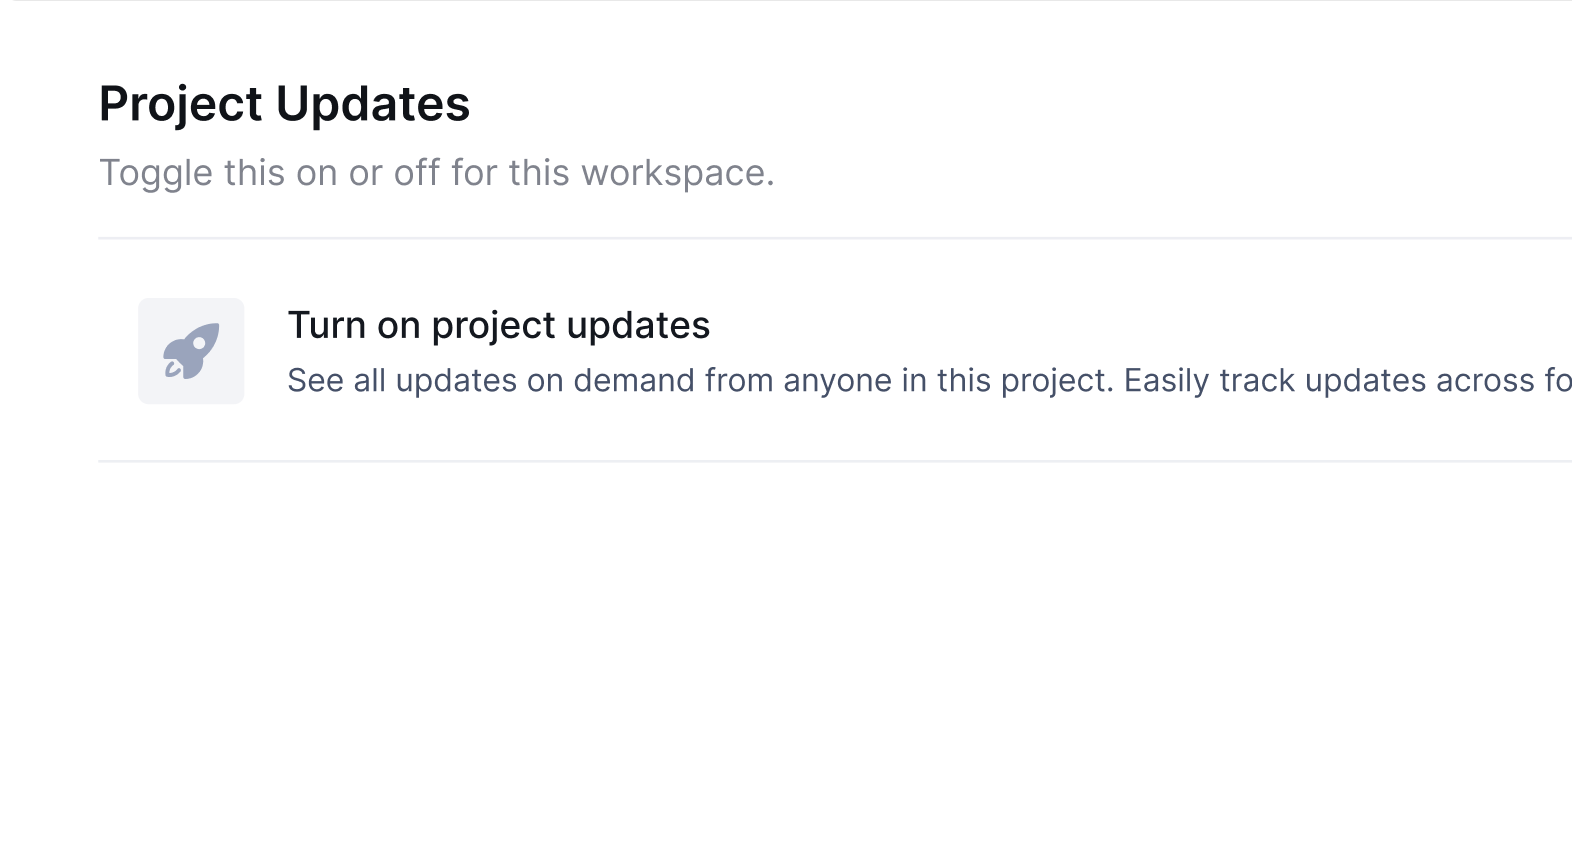 Project Updates
Toggle this on or off for this workspace.
Turn on project updates
See all updates on demand from anyone in this project. Easily track updates across fo